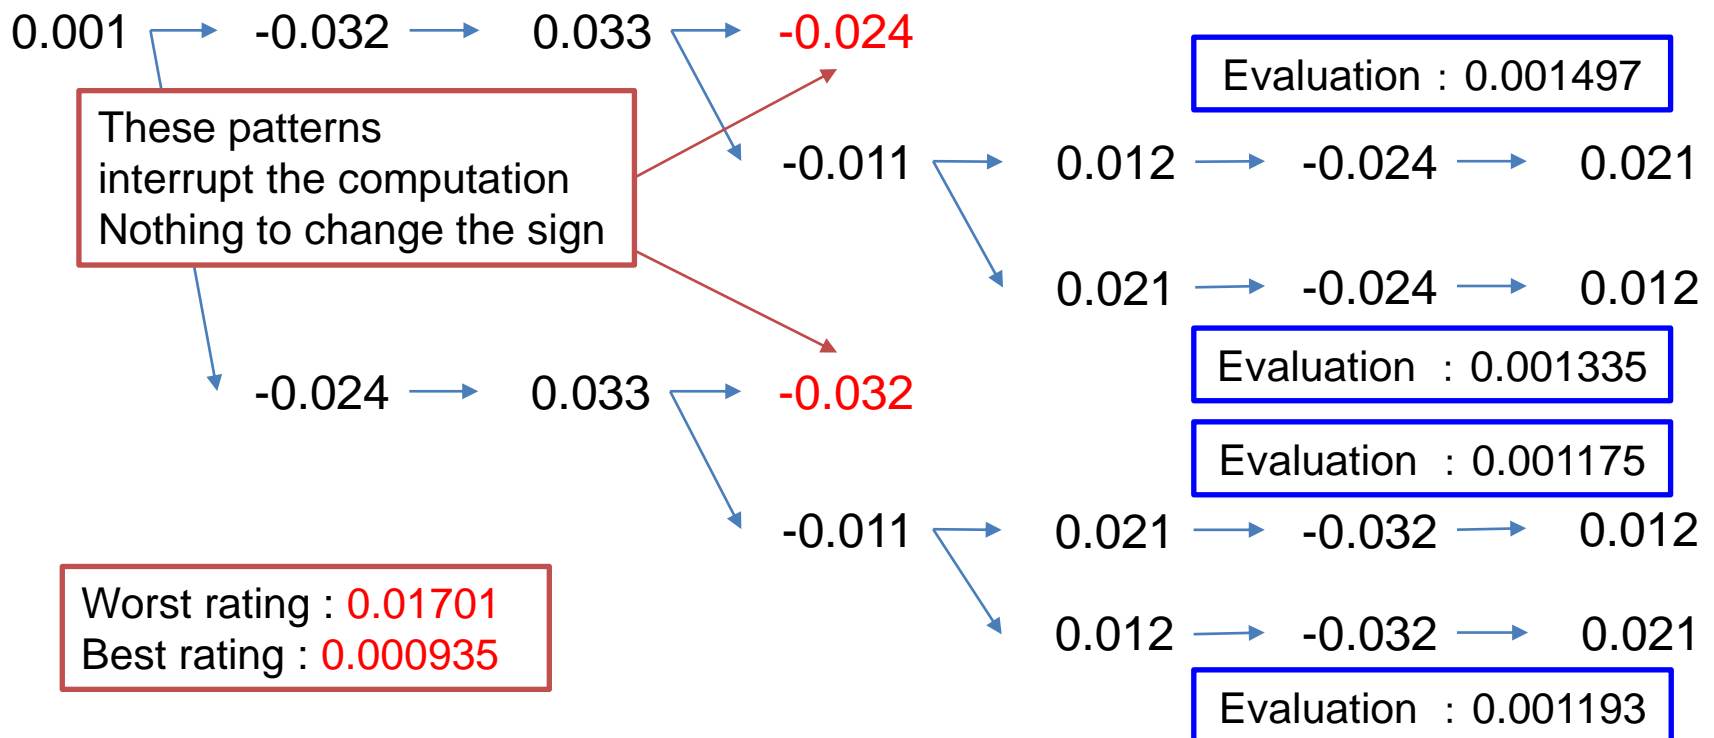 0.001 -0.032 0.033 -0.024
Evaluation : 0.001497
These patterns
interrupt the computation
Nothing to change the sign
-0.011 0.012 -0.024 0.021
0.021 -0.024 0.012
Evaluation : 0.001335
-0.024 0.033 -0.032
Evaluation : 0.001175
-0.011 0.021 -0.032 0.012
Worst rating : 0.01701
Best rating : 0.000935
0.012 -0.032 0.021
Evaluation : 0.001193